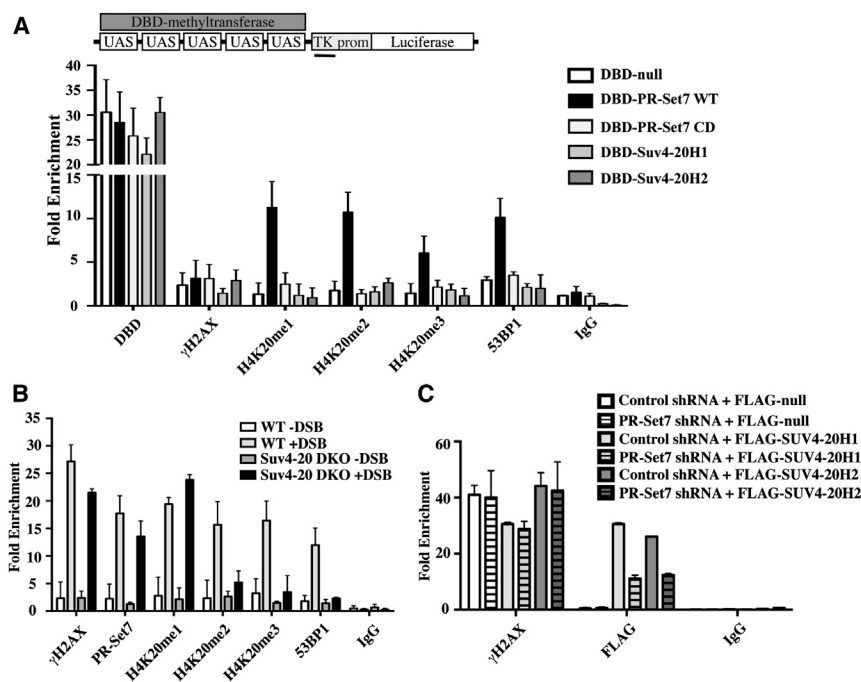 A
DBD-methyltransferase
UAS UAS UAS UAS UAS TK prom Luciferase
Fold Enrichment
40
35
30
25
20
15
10
5
0
DBD-null
DBD-PR-Set7 WT
DBD-PR-Set7 CD
DBD-Suv4-20H1
DBD-Suv4-20H2
DBD γH2AX H4K20me1 H4K20me2 H4K20me3 53BP1 IgG
B
Fold Enrichment
35
30
25
20
15
10
5
0
WT -DSB
WT +DSB
Suv4-20 DKO -DSB
Suv4-20 DKO +DSB
γH2AX PR-Set7 H4K20me1 H4K20me2 H4K20me3 53BP1 IgG
C
Control shRNA + FLAG-null
PR-Set7 shRNA + FLAG-null
Control shRNA + FLAG-SUV4-20H1
PR-Set7 shRNA + FLAG-SUV4-20H1
Control shRNA + FLAG-SUV4-20H2
PR-Set7 shRNA + FLAG-SUV4-20H2
Fold Enrichment
60
40
20
0
γH2AX FLAG IgG